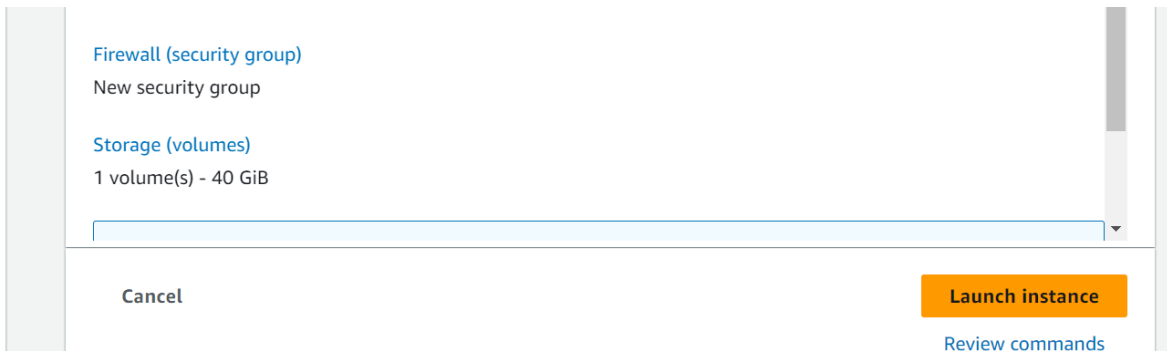 Firewall (security group)
New security group
Storage (volumes)
1 volume(s) - 40 GiB
Cancel
Launch instance
Review commands